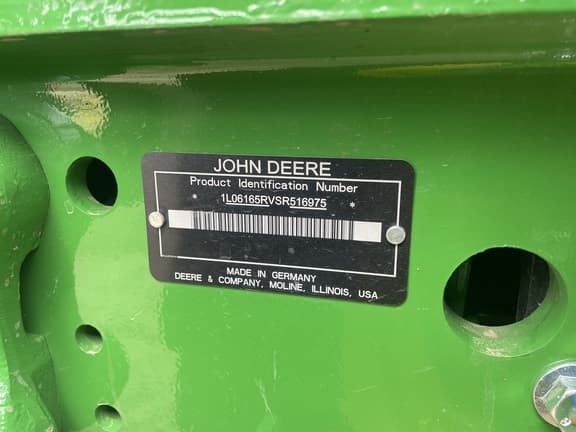 JOHN DEERE
Product Identification Number
* 1L06165RVSR516975 *
MADE IN GERMANY
DEERE & COMPANY, MOLINE, ILLINOIS, USA